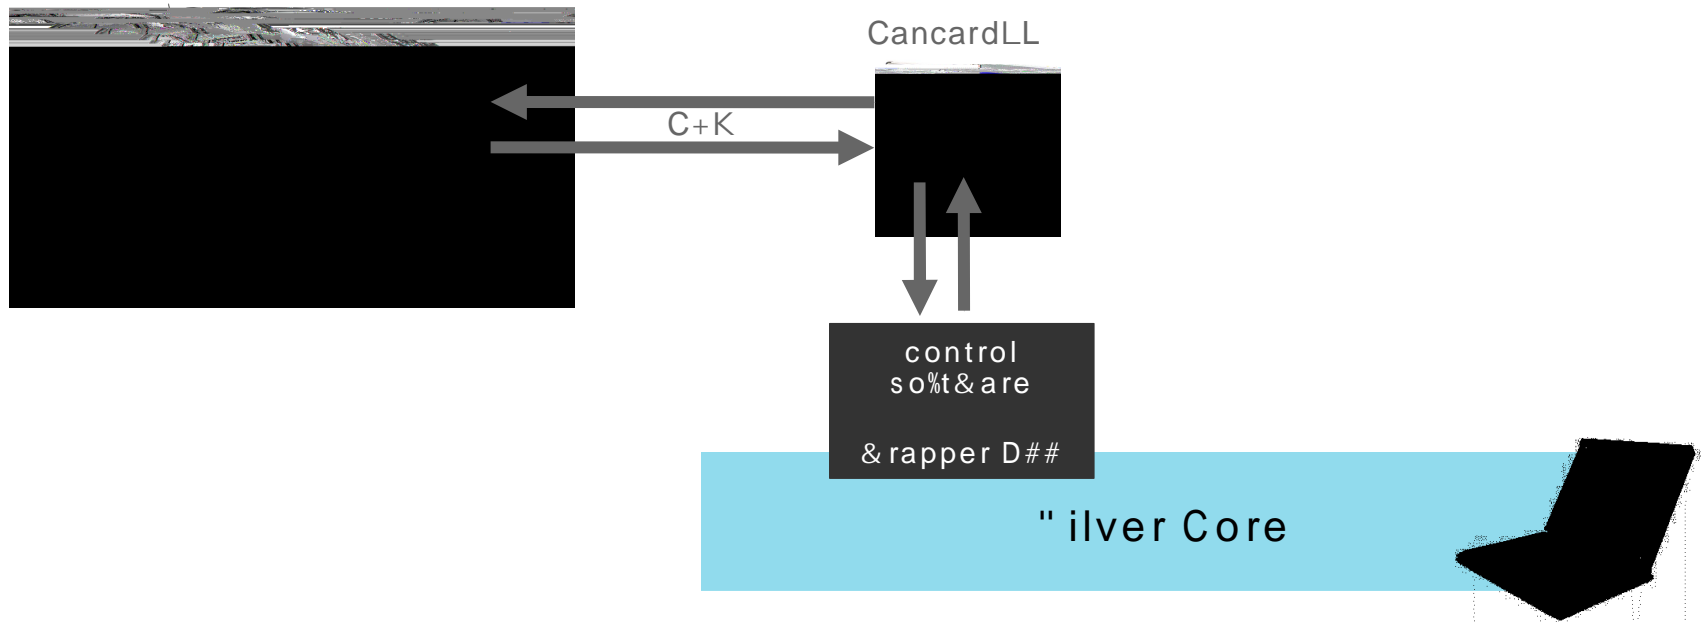 CancardLL
C+K
control
so%t&are
&rapper D##
"ilver Core